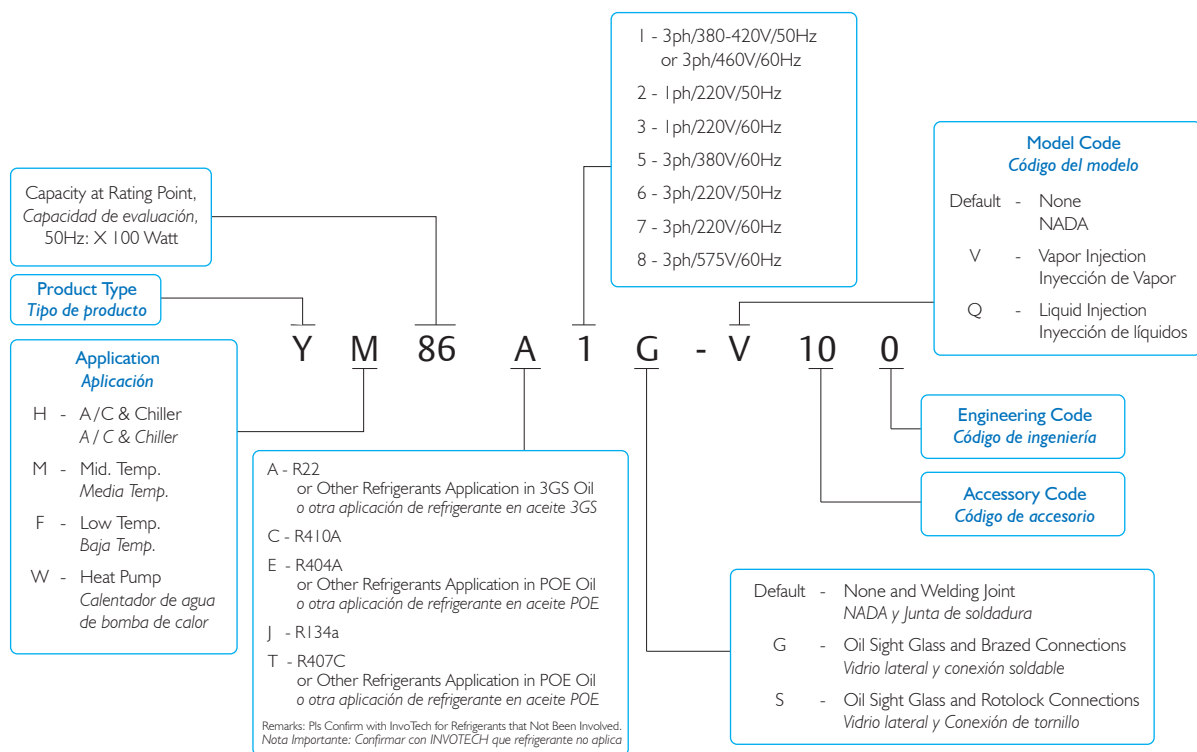 1 - 3ph/380-420V/50Hz
or 3ph/460V/60Hz
2 - 1ph/220V/50Hz
3 - 1ph/220V/60Hz
5 - 3ph/380V/60Hz
6 - 3ph/220V/50Hz
7 - 3ph/220V/60Hz
8 - 3ph/575V/60Hz
Model Code
Código del modelo
Default - None
NADA
V - Vapor Injection
Inyección de Vapor
Q - Liquid Injection
Inyección de líquidos
Capacity at Rating Point,
Capacidad de evaluación,
50Hz: X 100 Watt
Product Type
Tipo de producto
Y M 86 A 1 G - V 10 0
Application
Aplicación
H - A/C & Chiller
A / C & Chiller
M - Mid. Temp.
Media Temp.
F - Low Temp.
Baja Temp.
W - Heat Pump
Calentador de agua
de bomba de calor
A - R22
or Other Refrigerants Application in 3GS Oil
o otra aplicación de refrigerante en aceite 3GS
C - R410A
E - R404A
or Other Refrigerants Application in POE Oil
o otra aplicación de refrigerante en aceite POE
J - R134a
T - R407C
or Other Refrigerants Application in POE Oil
o otra aplicación de refrigerante en aceite POE
Remarks: Pls Confirm with InvoTech for Refrigerants that Not Been Involved.
Nota Importante: Confirmar con INVOTECH que refrigerante no aplica
Engineering Code
Código de ingeniería
Accessory Code
Código de accesorio
Default - None and Welding Joint
NADA y Junta de soldadura
G - Oil Sight Glass and Brazed Connections
Vidrio lateral y conexión soldable
S - Oil Sight Glass and Rotolock Connections
Vidrio lateral y Conexión de tornillo